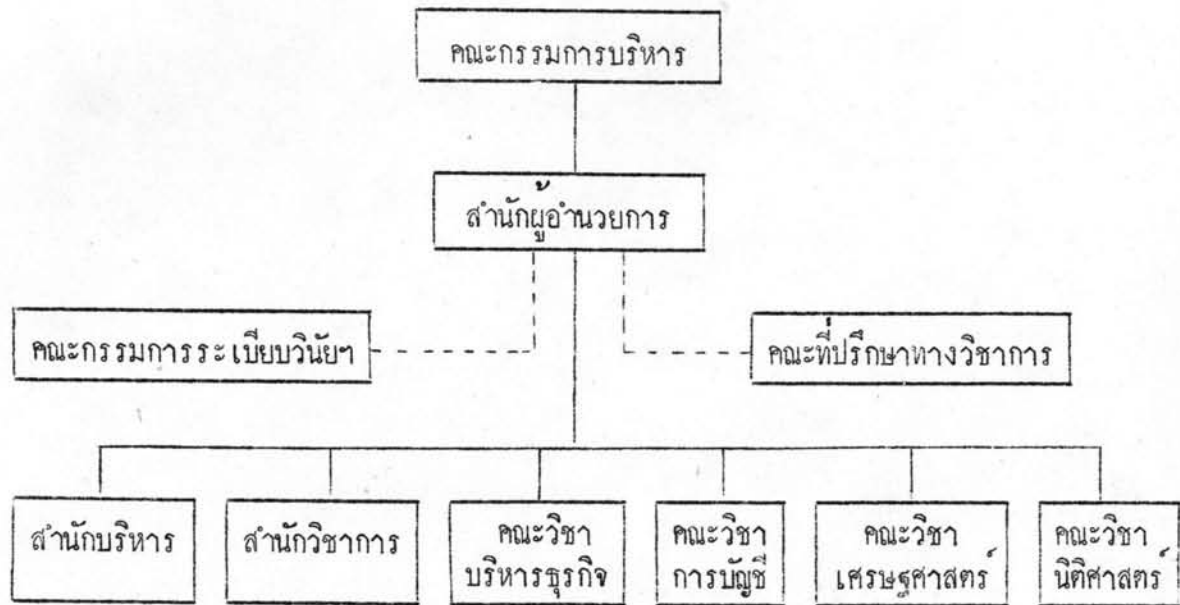 คณะกรรมการบริหาร
สำนักผู้อำนวยการ
คณะกรรมการระเบียบวินัยฯ
คณะที่ปรึกษาทางวิชาการ
สำนักบริหาร
สำนักวิชาการ
คณะวิชา
บริหารธุรกิจ
คณะวิชา
การบัญชี
คณะวิชา
เศรษฐศาสตร์
คณะวิชา
นิติศาสตร์